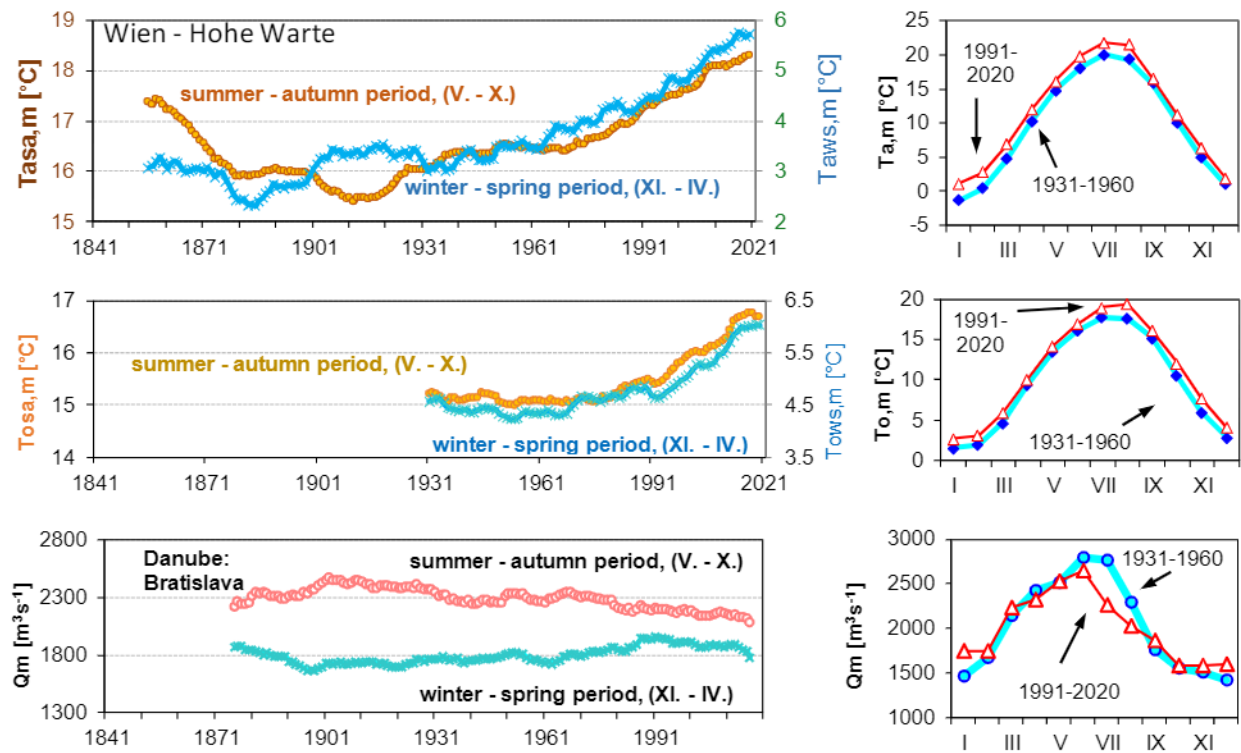 Wien - Hohe Warte
Tasa,m [°C]
19
18
17
16
15
summer - autumn period, (V. - X.)
winter - spring period, (XI. - IV.)
6
5
4
3
2
Taws,m [°C]
1841 1871 1901 1931 1961 1991 2021
Ta,m [°C]
25
20
15
10
5
0
-5
1991-
2020
1931-1960
I III V VII IX XI
Tosa,m [°C]
17
16
15
14
summer - autumn period, (V. - X.)
winter - spring period, (XI. - IV.)
6.5
5.5
4.5
3.5
Tows,m [°C]
1841 1871 1901 1931 1961 1991 2021
To,m [°C]
20
15
10
5
0
1991-
2020
1931-1960
I III V VII IX XI
Qm [m³s⁻¹]
2800
2300
1800
1300
Danube:
Bratislava
summer - autumn period, (V. - X.)
winter - spring period, (XI. - IV.)
1841 1871 1901 1931 1961 1991
Qm [m³s⁻¹]
3000
2500
2000
1500
1000
1931-1960
1991-2020
I III V VII IX XI